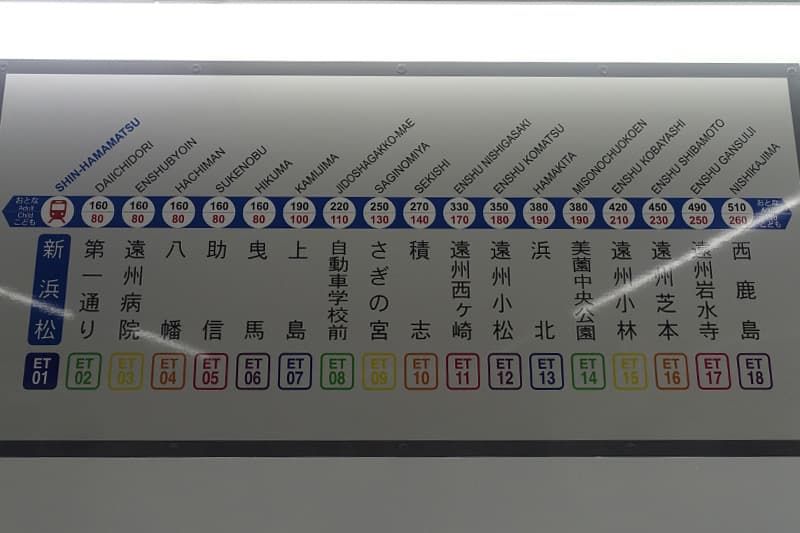 SHIN-HAMAMATSU
DAIICHIDORI
ENSHUBYOIN
HACHIMAN
SUKENOBU
HIKUMA
KAMIJIMA
JIDOSHAGAKKO-MAE
SAGINOMIYA
SEKISHI
ENSHU NISHIGASAKI
ENSHU KOMATSU
HAMAKITA
MISONOCHUOKOEN
ENSHU KOBAYASHI
ENSHU SHIBAMOTO
ENSHU GANSUIJI
NISHIKAJIMA
おとな
Adult
Child
こども
160 160 160 160 160 190 220 250 270 330 350 380 380 420 450 490 510
80 80 80 80 80 100 110 130 140 170 180 190 190 210 230 250 260
おとな
Adult
Child
こども
新浜松
第一通り
遠州病院
八幡
助信
曳馬
上島
自動車学校前
さぎの宮
積志
遠州西ヶ崎
遠州小松
浜北
美薗中央公園
遠州小林
遠州芝本
遠州岩水寺
西鹿島
ET ET ET ET ET ET ET ET ET ET ET ET ET ET ET ET ET ET
01 02 03 04 05 06 07 08 09 10 11 12 13 14 15 16 17 18